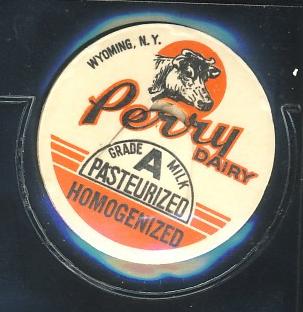 WYOMING, N.Y.
Perry
DAIRY
GRADE A MILK
PASTEURIZED
HOMOGENIZED